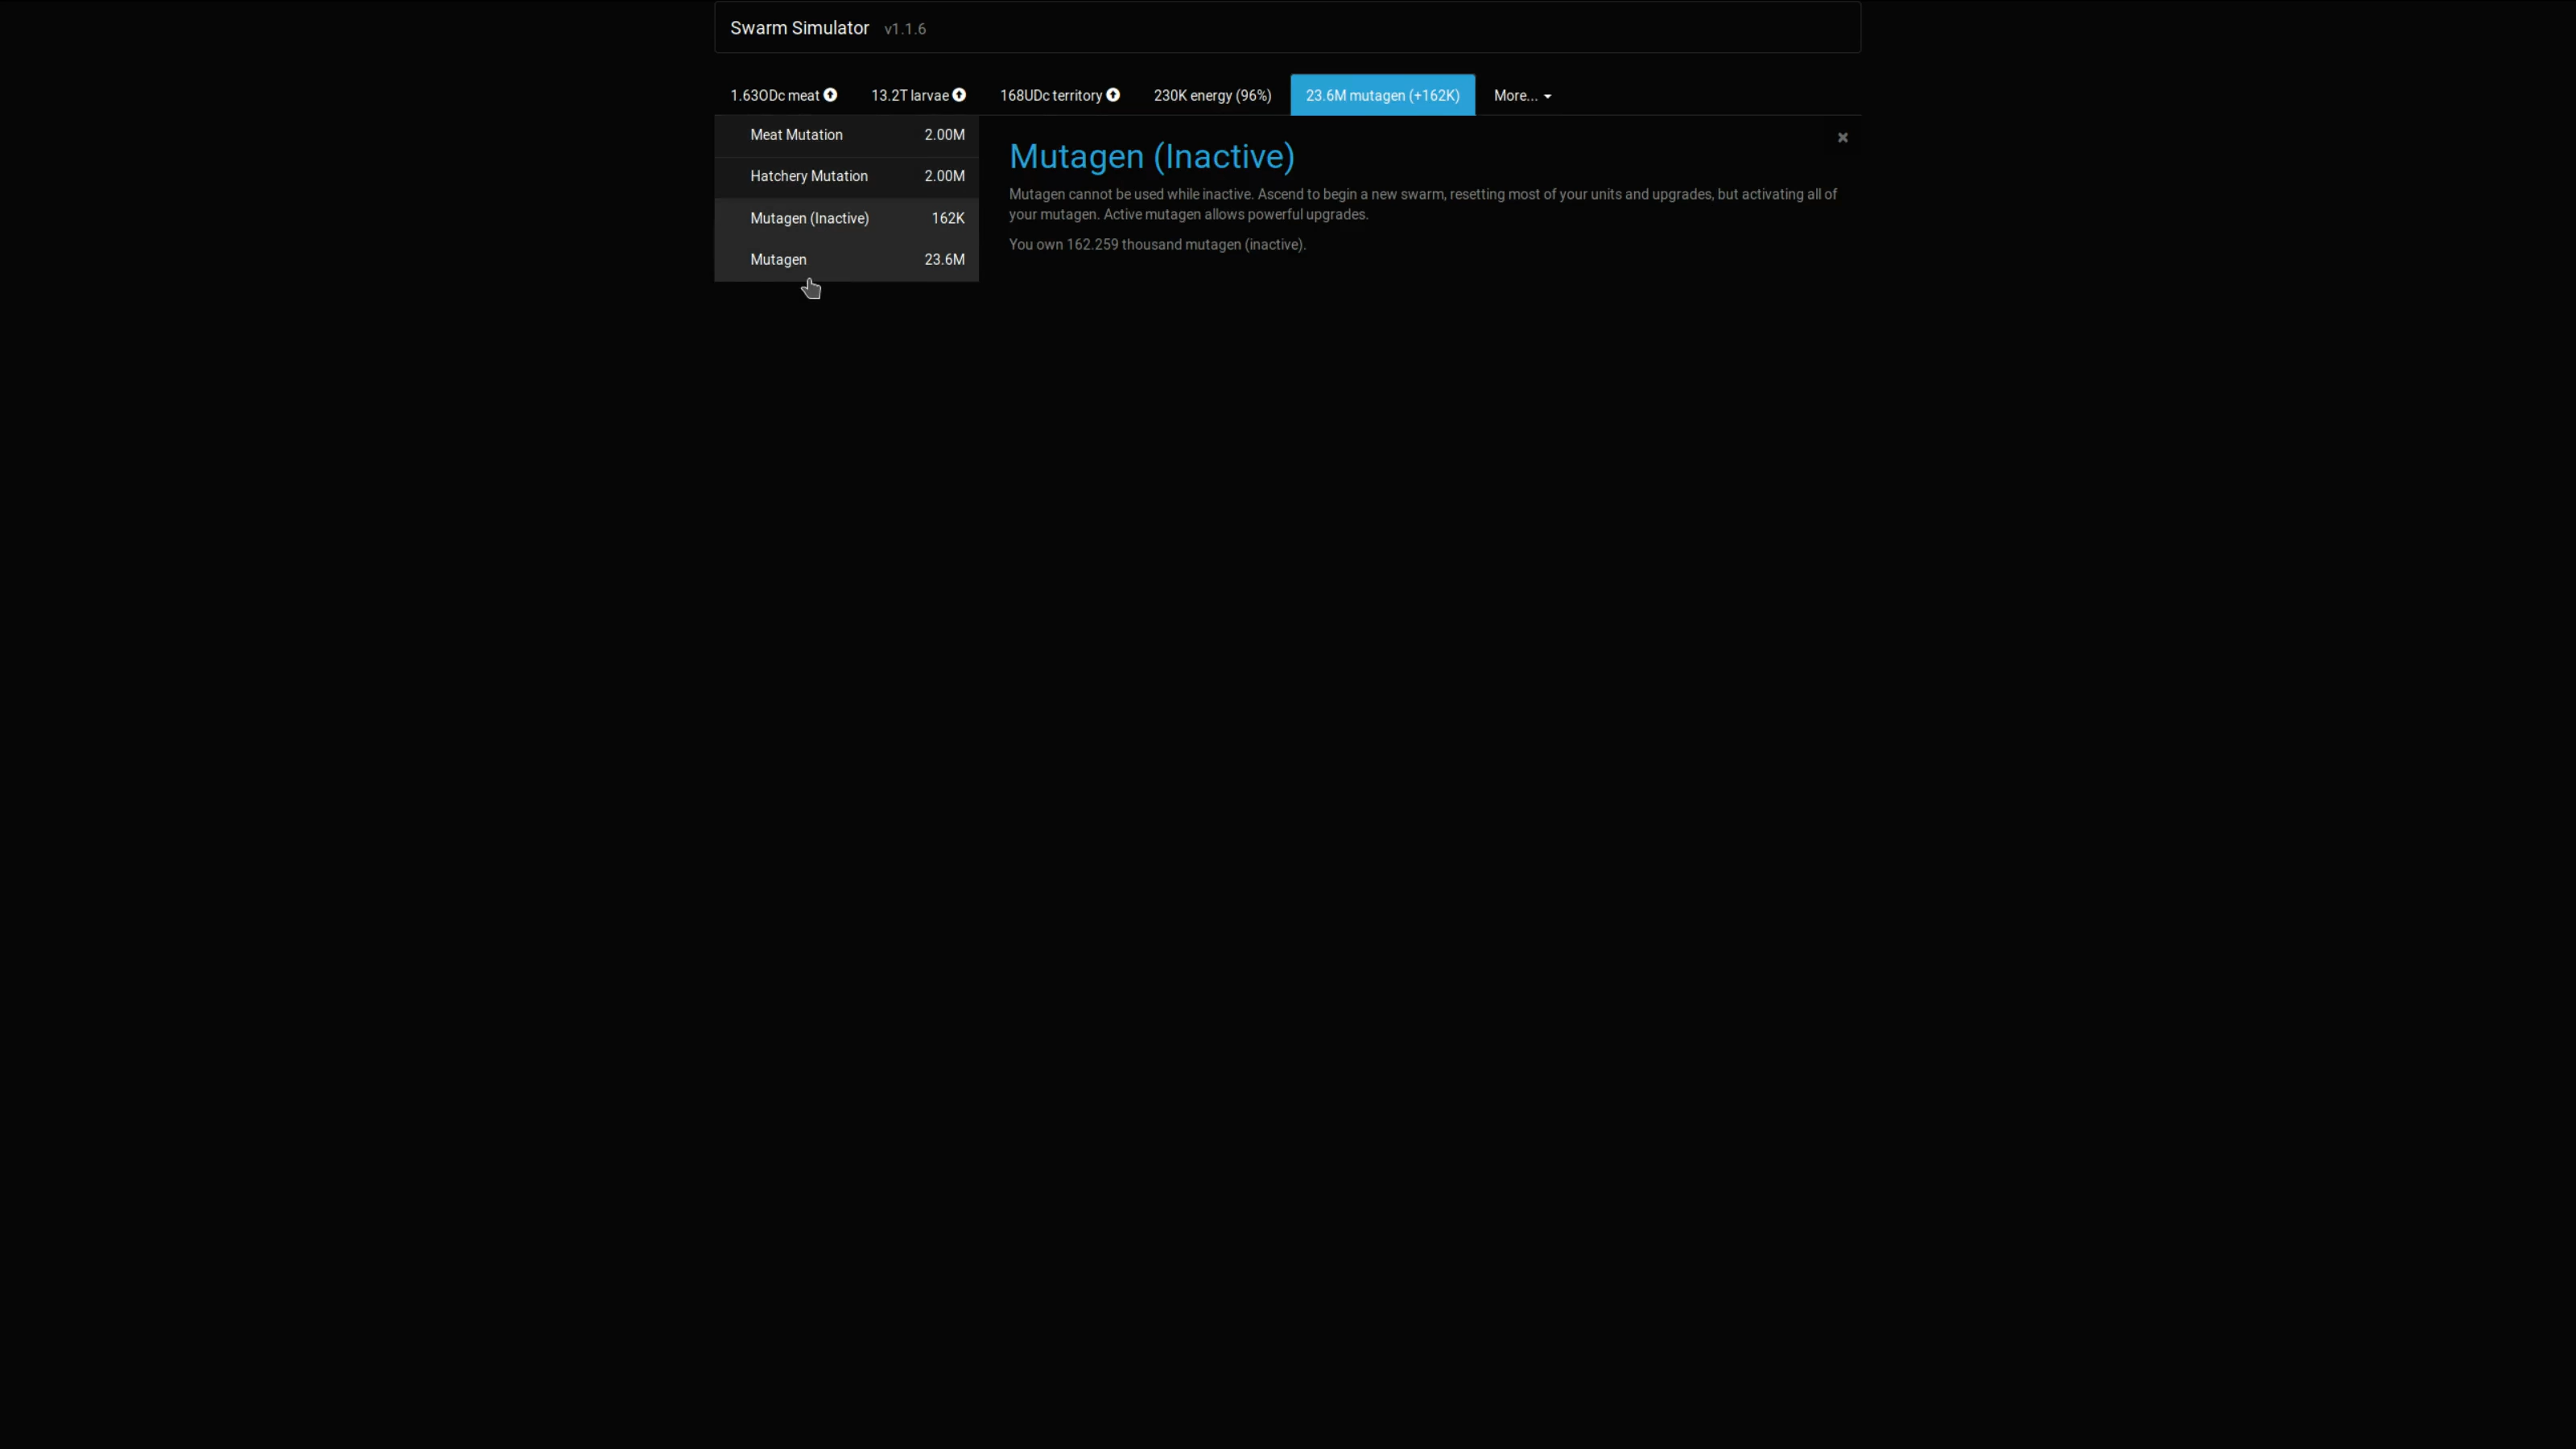 Swarm Simulator v1.1.6
1.63ODc meat 13.2T larvae 168UDc territory 230K energy (96%) 23.6M mutagen (+162K) More...
Meat Mutation 2.00M
Hatchery Mutation 2.00M
Mutagen (Inactive) 162K
Mutagen 23.6M
Mutagen (Inactive)
Mutagen cannot be used while inactive. Ascend to begin a new swarm, resetting most of your units and upgrades, but activating all of
your mutagen. Active mutagen allows powerful upgrades.
You own 162.259 thousand mutagen (inactive).